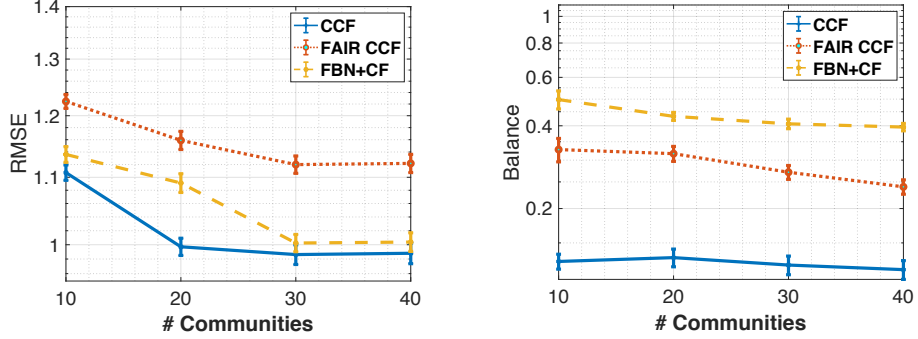 RMSE
1.4
1.3
1.2
1.1
1
10
20
30
40
# Communities
CCF
FAIR CCF
FBN+CF
Balance
1
0.8
0.6
0.4
0.2
10
20
30
40
# Communities
CCF
FAIR CCF
FBN+CF